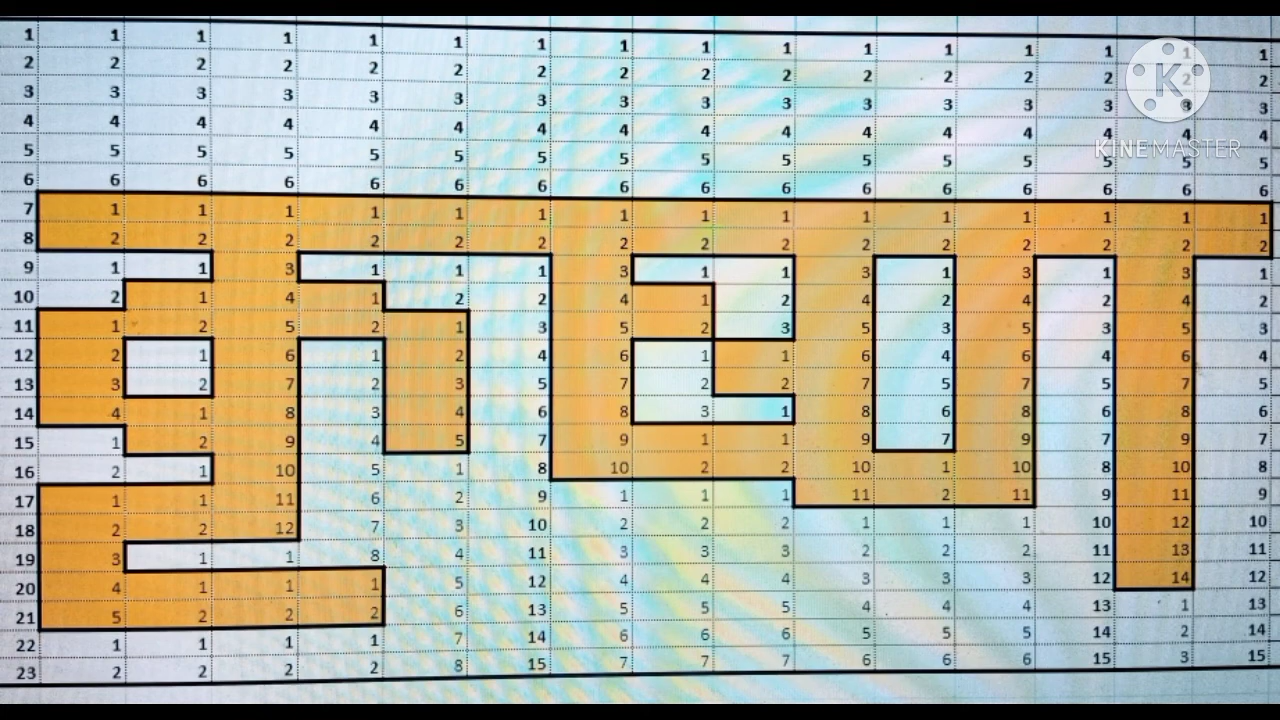 1 1 1 1 1 1 1 1 1 1 1 1 1 1 1 1
2 2 2 2 2 2 2 2 2 2 2 2 2 2 2 2
3 3 3 3 3 3 3 3 3 3 3 3 3 3 3 3
4 4 4 4 4 4 4 4 4 4 4 4 4 4 4 4
5 5 5 5 5 5 5 5 5 5 5 5 5 5 5 5
6 6 6 6 6 6 6 6 6 6 6 6 6 6 6 6
7 1 1 1 1 1 1 1 1 1 1 1 1 1 1 1
8 2 2 2 2 2 2 2 2 2 2 2 2 2 2 2
9 1 1 3 1 1 1 3 1 1 3 1 3 1 3 1
10 2 1 4 1 2 2 4 1 2 4 2 4 2 4 2
11 1 2 5 2 1 3 5 2 3 5 3 5 3 5 3
12 2 1 6 1 2 4 6 1 1 6 4 6 4 6 4
13 3 2 7 2 3 5 7 2 2 7 5 7 5 7 5
14 4 1 8 3 4 6 8 3 1 8 6 8 6 8 6
15 1 2 9 4 5 7 9 1 1 9 7 9 7 9 7
16 2 1 10 5 1 8 10 2 2 10 1 10 8 10 8
17 1 1 11 6 2 9 1 1 1 11 2 11 9 11 9
18 2 2 12 7 3 10 2 2 2 1 1 1 10 12 10
19 3 1 1 8 4 11 3 3 3 2 2 2 11 13 11
20 4 1 1 1 5 12 4 4 4 3 3 3 12 14 12
21 5 2 2 2 6 13 5 5 5 4 4 4 13 1 13
22 1 1 1 1 7 14 6 6 6 5 5 5 14 2 14
23 2 2 2 2 8 15 7 7 7 6 6 6 15 3 15
K
KINEMASTER